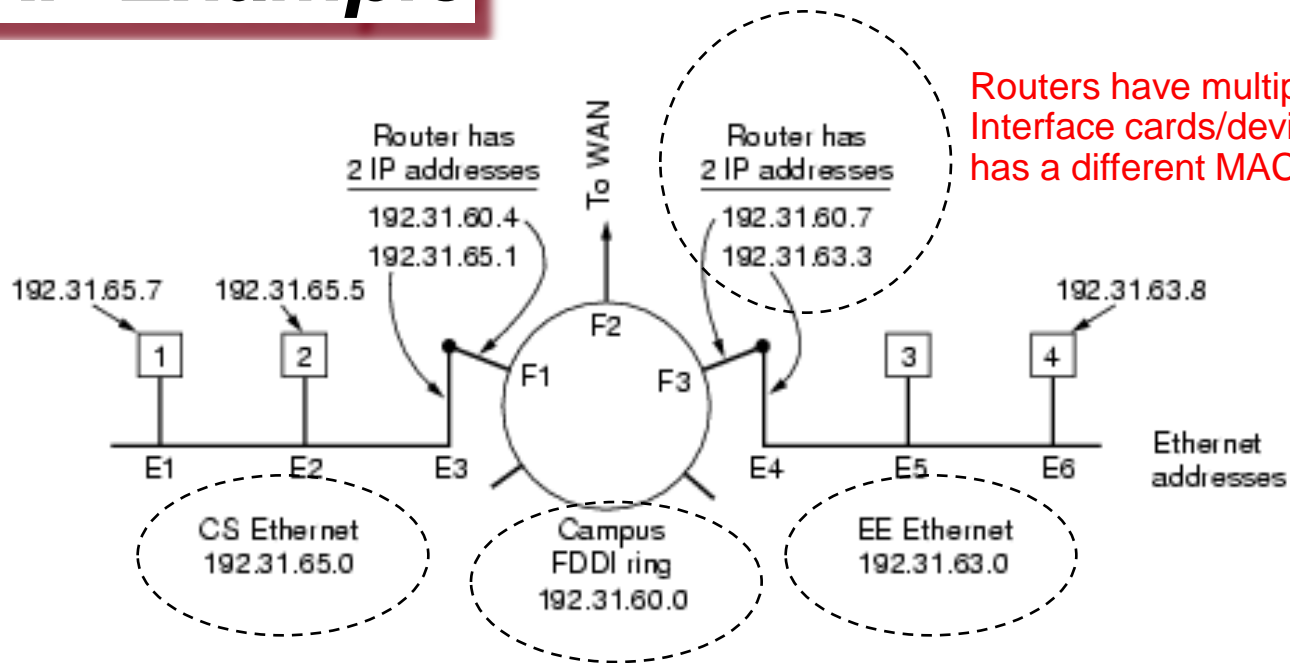 Routers have
Interface
has a different MAC
Router has
2 IP addresses
192.31.60.4
192.31.65.1
To WAN
Router has
2 IP addresses
192.31.60.7
192.31.63.3
192.31.65.7
192.31.65.5
192.31.63.8
1
2
F2
F1
F3
3
4
E1
E2
E3
E4
E5
E6
Ethernet
addresses
CS Ethernet
192.31.65.0
Campus
FDDI ring
192.31.60.0
EE Ethernet
192.31.63.0